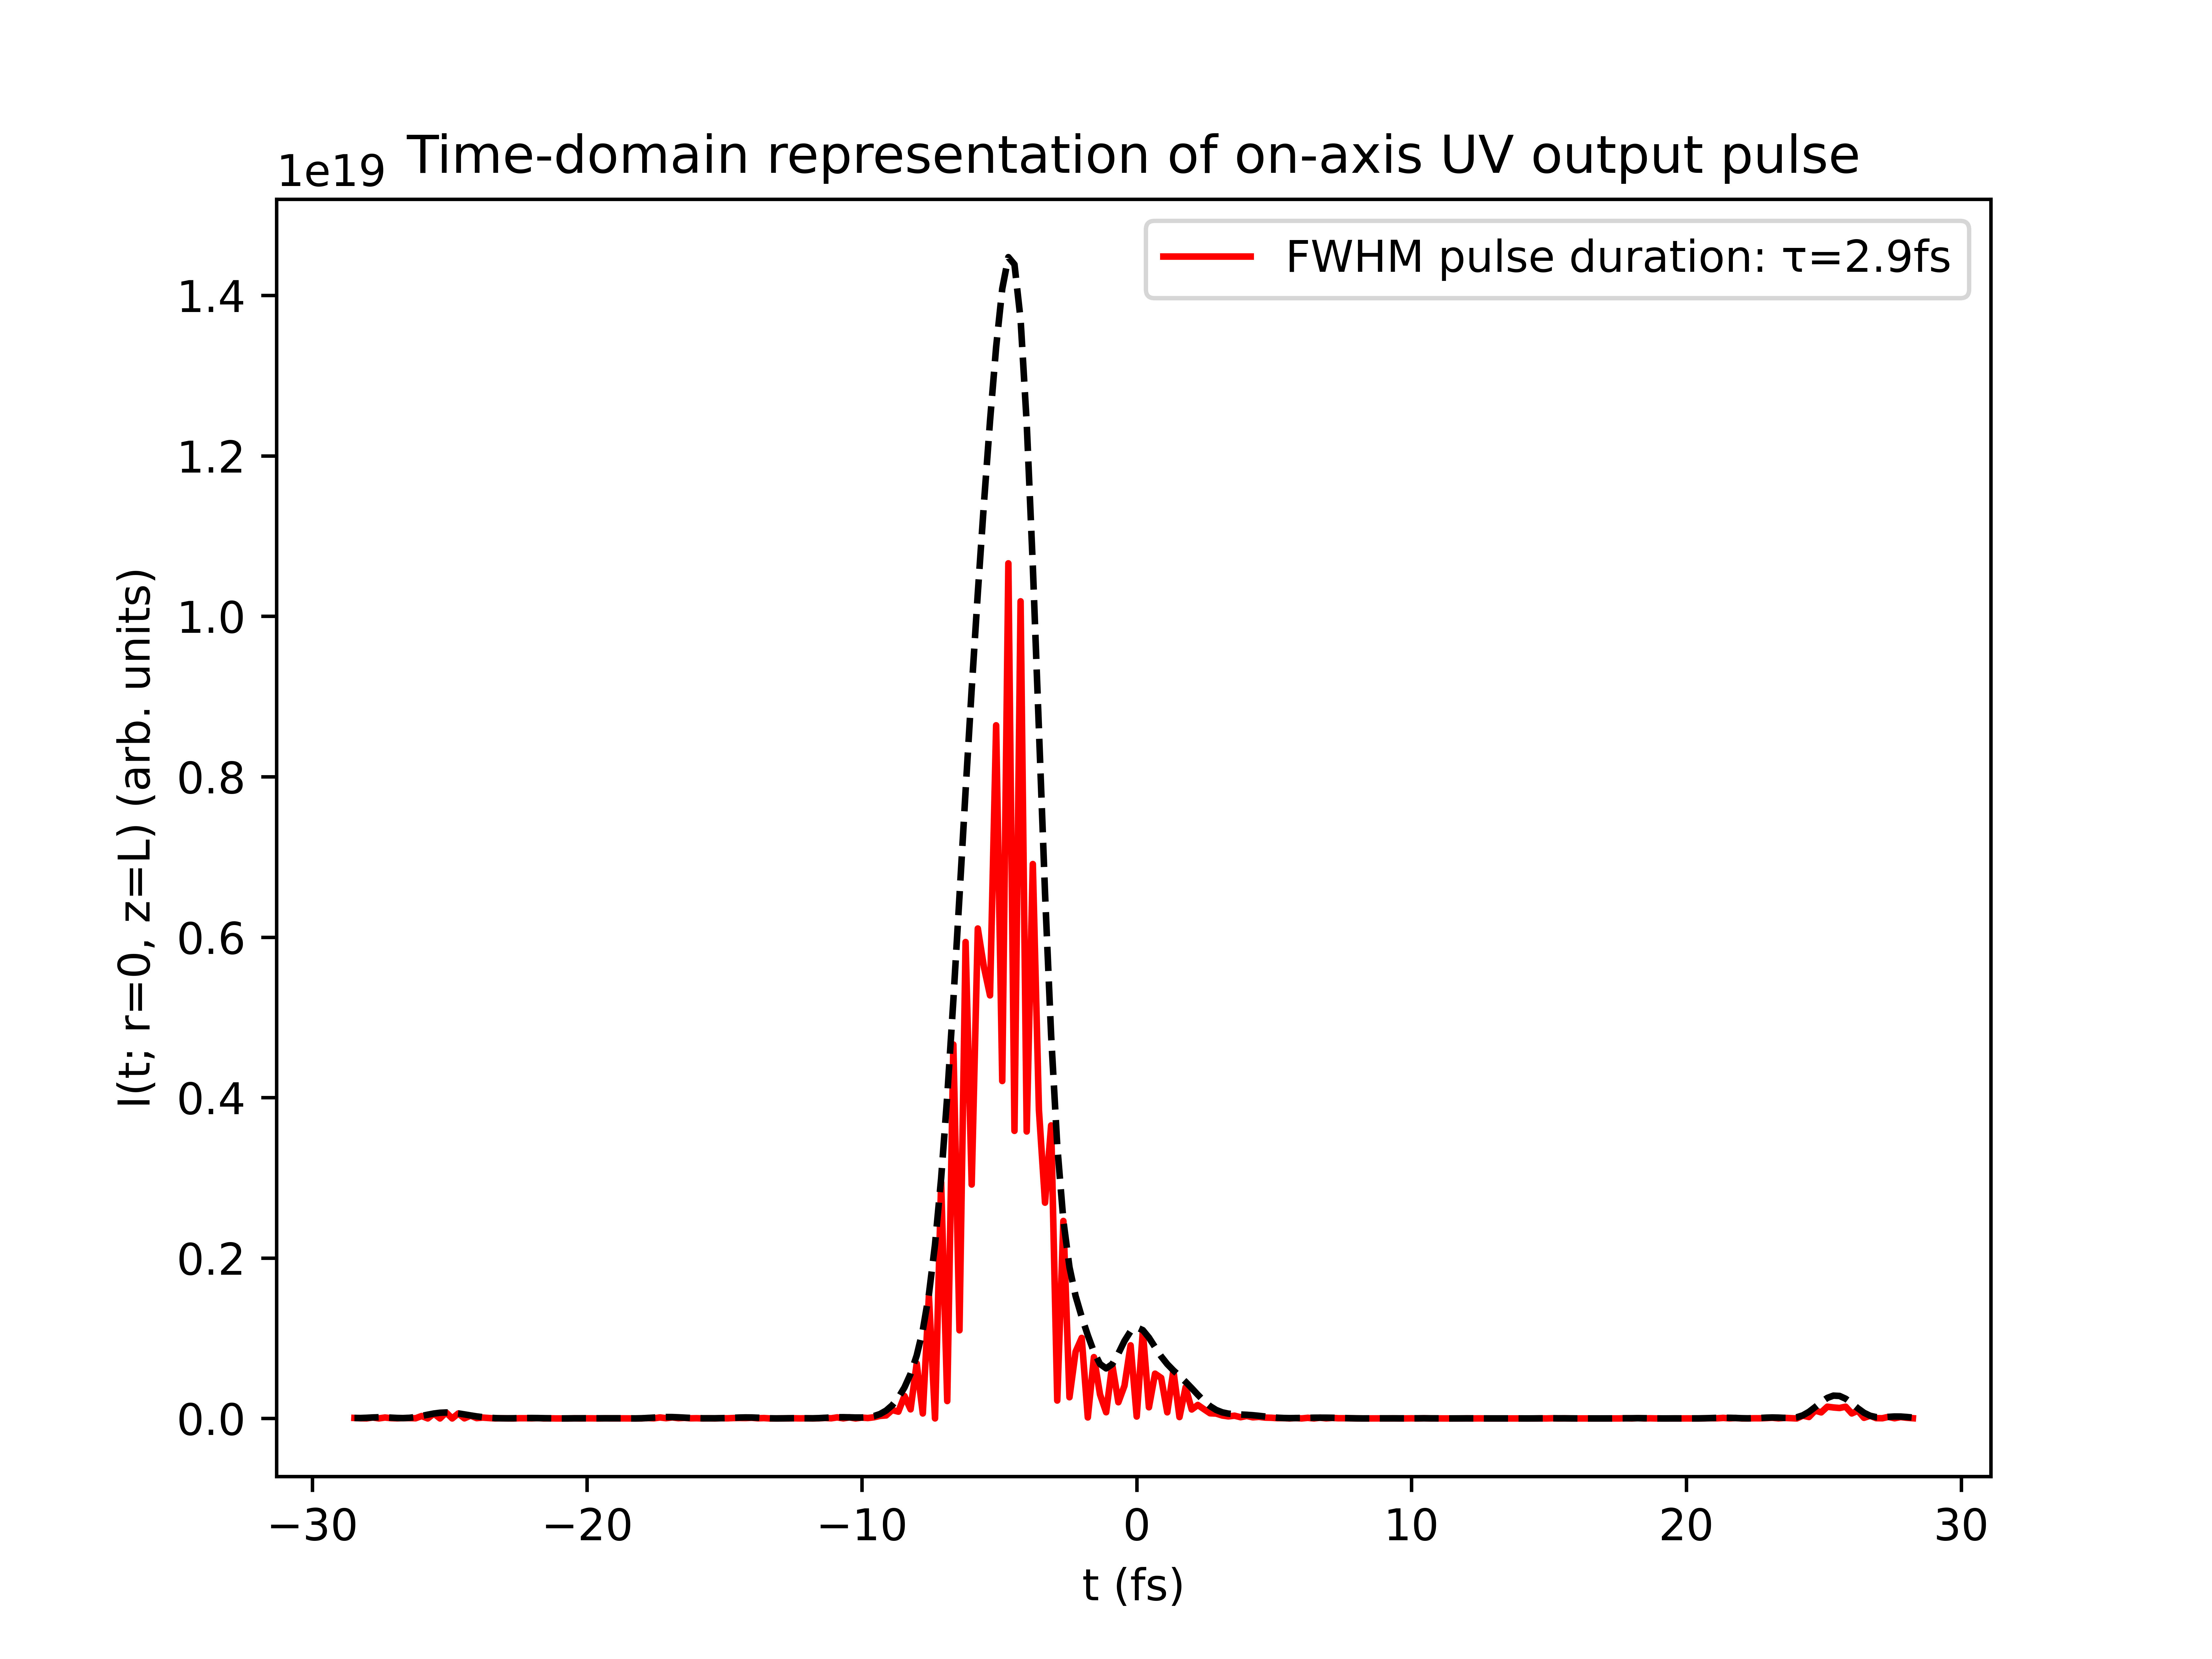 Time-domain representation of on-axis UV output pulse
1e19
FWHM pulse duration: τ=2.9fs
I(t; r=0, z=L) (arb. units)
1.4
1.2
1.0
0.8
0.6
0.4
0.2
0.0
−30 −20 −10 0 10 20 30
t (fs)